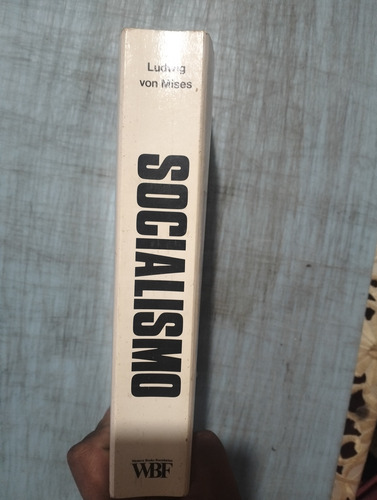 Ludwig
von Mises
SOCIALISMO
WBF